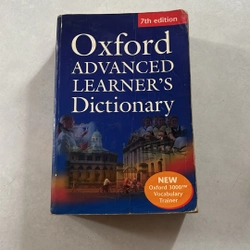 7th edition
Oxford
ADVANCED
LEARNER'S
Dictionary
NEW
Oxford 3000™
Vocabulary
Trainer